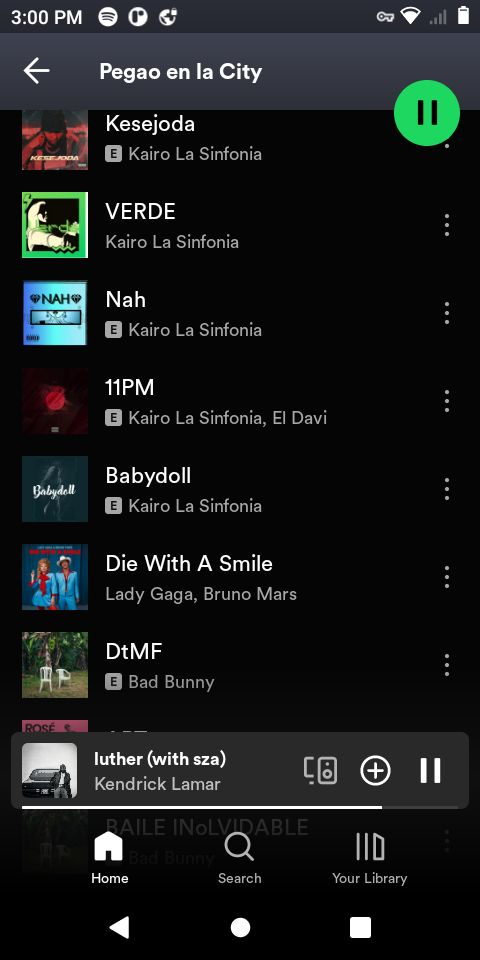 3:00 PM
Pegao en la City
KESEJODA
Kesejoda
E Kairo La Sinfonia
VERDE
Kairo La Sinfonia
NAH
Nah
E Kairo La Sinfonia
11PM
E Kairo La Sinfonia, El Davi
Babydoll
Babydoll
E Kairo La Sinfonia
Die With A Smile
Lady Gaga, Bruno Mars
DtMF
E Bad Bunny
ROSÉ
luther (with sza)
Kendrick Lamar
BAILE INoLVIDABLE
Bad Bunny
Home
Search
Your Library